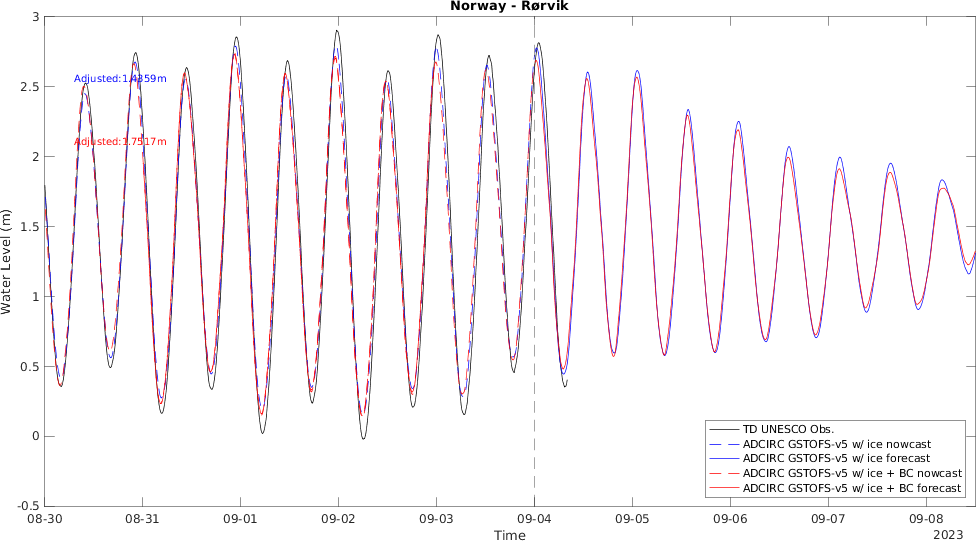 Norway - Rørvik
3
2.5
2
1.5
1
0.5
0
-0.5
Water Level (m)
Adjusted:1.4359m
Adjusted:1.7517m
TD UNESCO Obs.
ADCIRC GSTOFS-v5 w/ ice nowcast
ADCIRC GSTOFS-v5 w/ ice forecast
ADCIRC GSTOFS-v5 w/ ice + BC nowcast
ADCIRC GSTOFS-v5 w/ ice + BC forecast
08-30 08-31 09-01 09-02 09-03 09-04 09-05 09-06 09-07 09-08
Time
2023